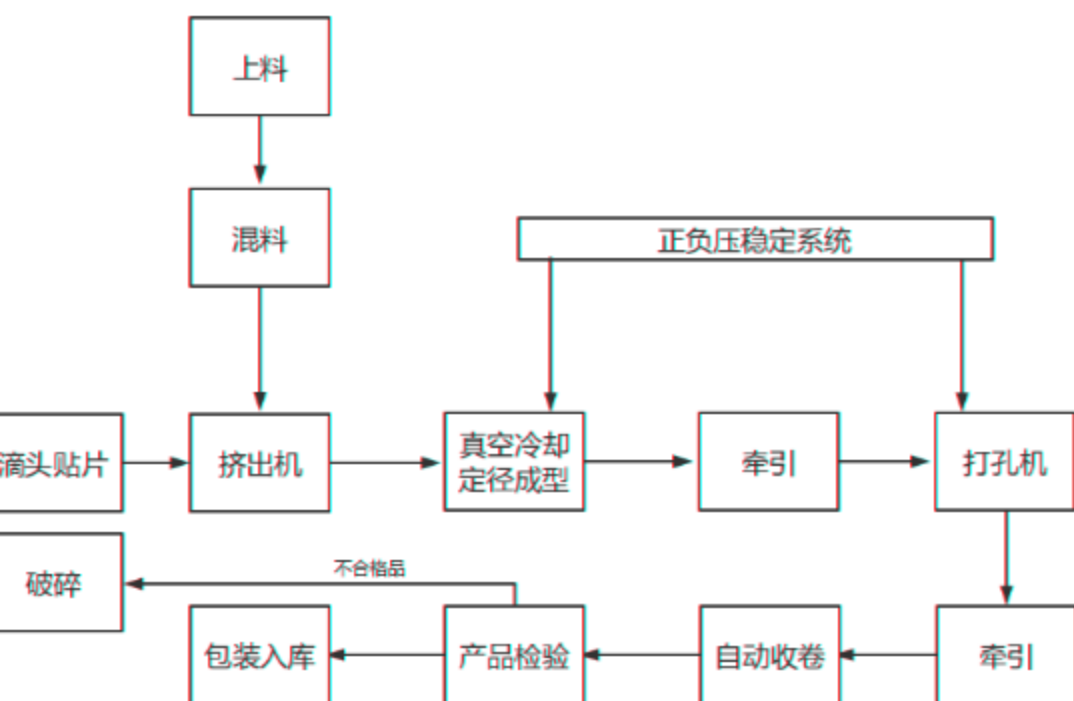 上料
混料
正负压稳定系统
滴头贴片
挤出机
真空冷却
定径成型
牵引
打孔机
破碎
不合格品
包装入库
产品检验
自动收卷
牵引